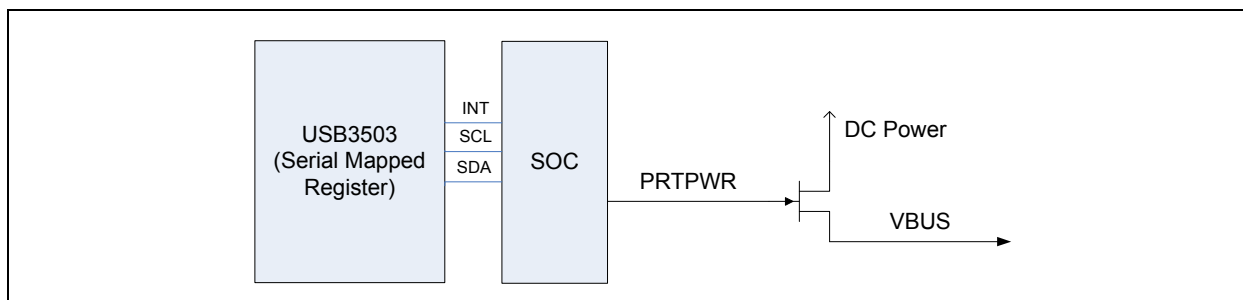 USB3503
(Serial Mapped
Register)
INT
SCL
SDA
SOC
PRTPWR
DC Power
VBUS